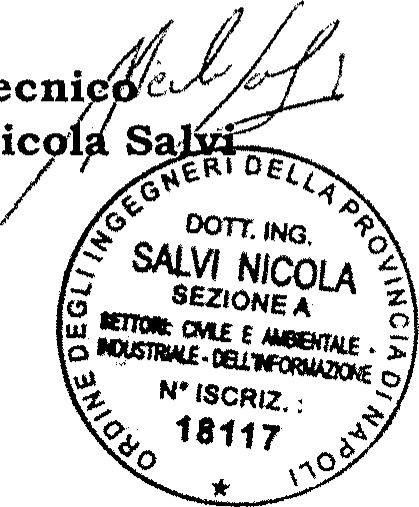 ecnico
icola Salvi
ORDINE DEGLI INGEGNERI DELLA PROVINCIA DI NAPOLI
DOTT. ING.
SALVI NICOLA
SEZIONE A
SETTORE CIVILE E AMBIENTALE -
INDUSTRIALE - DELL'INFORMAZIONE
N° ISCRIZ. :
18117